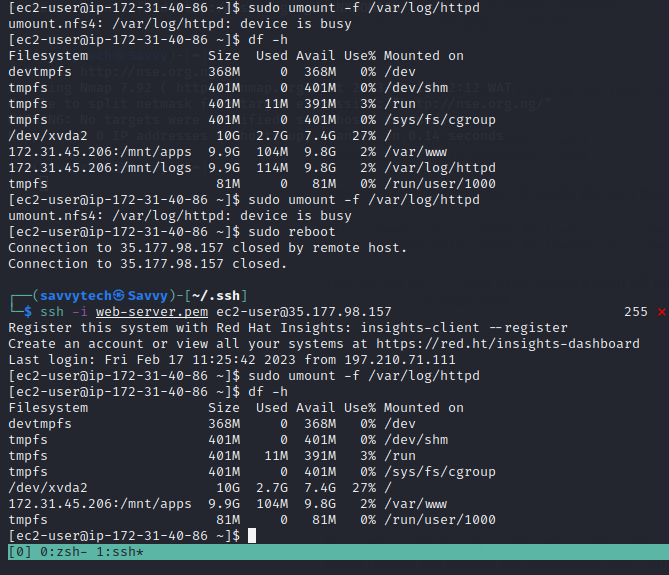 [ec2-user@ip-172-31-40-86 ~]$ sudo umount -f /var/log/httpd
umount.nfs4: /var/log/httpd: device is busy
[ec2-user@ip-172-31-40-86 ~]$ df -h
Filesystem Size Used Avail Use% Mounted on
devtmpfs 368M 0 368M 0% /dev
tmpfs 401M 0 401M 0% /dev/shm
tmpfs 401M 11M 391M 3% /run
tmpfs 401M 0 401M 0% /sys/fs/cgroup
/dev/xvda2 10G 2.7G 7.4G 27% /
172.31.45.206:/mnt/apps 9.9G 104M 9.8G 2% /var/www
172.31.45.206:/mnt/logs 9.9G 114M 9.8G 2% /var/log/httpd
tmpfs 81M 0 81M 0% /run/user/1000
[ec2-user@ip-172-31-40-86 ~]$ sudo umount -f /var/log/httpd
umount.nfs4: /var/log/httpd: device is busy
[ec2-user@ip-172-31-40-86 ~]$ sudo reboot
Connection to 35.177.98.157 closed by remote host.
Connection to 35.177.98.157 closed.
┌──(savvytech㉿Savvy)-[~/.ssh]
└─$ ssh -i web-server.pem ec2-user@35.177.98.157 255 ⨯
Register this system with Red Hat Insights: insights-client --register
Create an account or view all your systems at https://red.ht/insights-dashboard
Last login: Fri Feb 17 11:25:42 2023 from 197.210.71.111
[ec2-user@ip-172-31-40-86 ~]$ sudo umount -f /var/log/httpd
[ec2-user@ip-172-31-40-86 ~]$ df -h
Filesystem Size Used Avail Use% Mounted on
devtmpfs 368M 0 368M 0% /dev
tmpfs 401M 0 401M 0% /dev/shm
tmpfs 401M 11M 391M 3% /run
tmpfs 401M 0 401M 0% /sys/fs/cgroup
/dev/xvda2 10G 2.7G 7.4G 27% /
172.31.45.206:/mnt/apps 9.9G 104M 9.8G 2% /var/www
tmpfs 81M 0 81M 0% /run/user/1000
[ec2-user@ip-172-31-40-86 ~]$
[0] 0:zsh- 1:ssh*